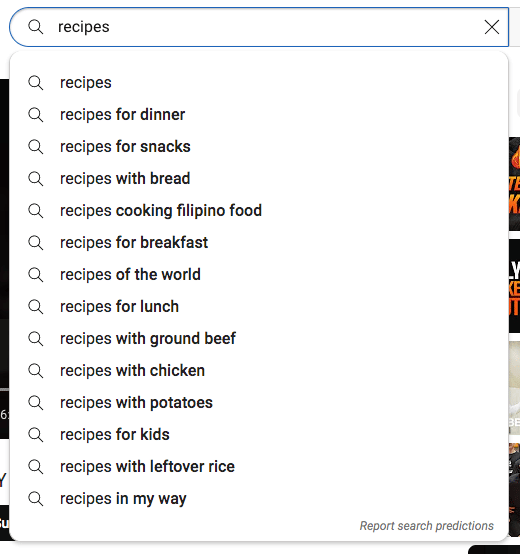 recipes
recipes
recipes for dinner
recipes for snacks
recipes with bread
recipes cooking filipino food
recipes for breakfast
recipes of the world
recipes for lunch
recipes with ground beef
recipes with chicken
recipes with potatoes
recipes for kids
recipes with leftover rice
recipes in my way
Report search predictions